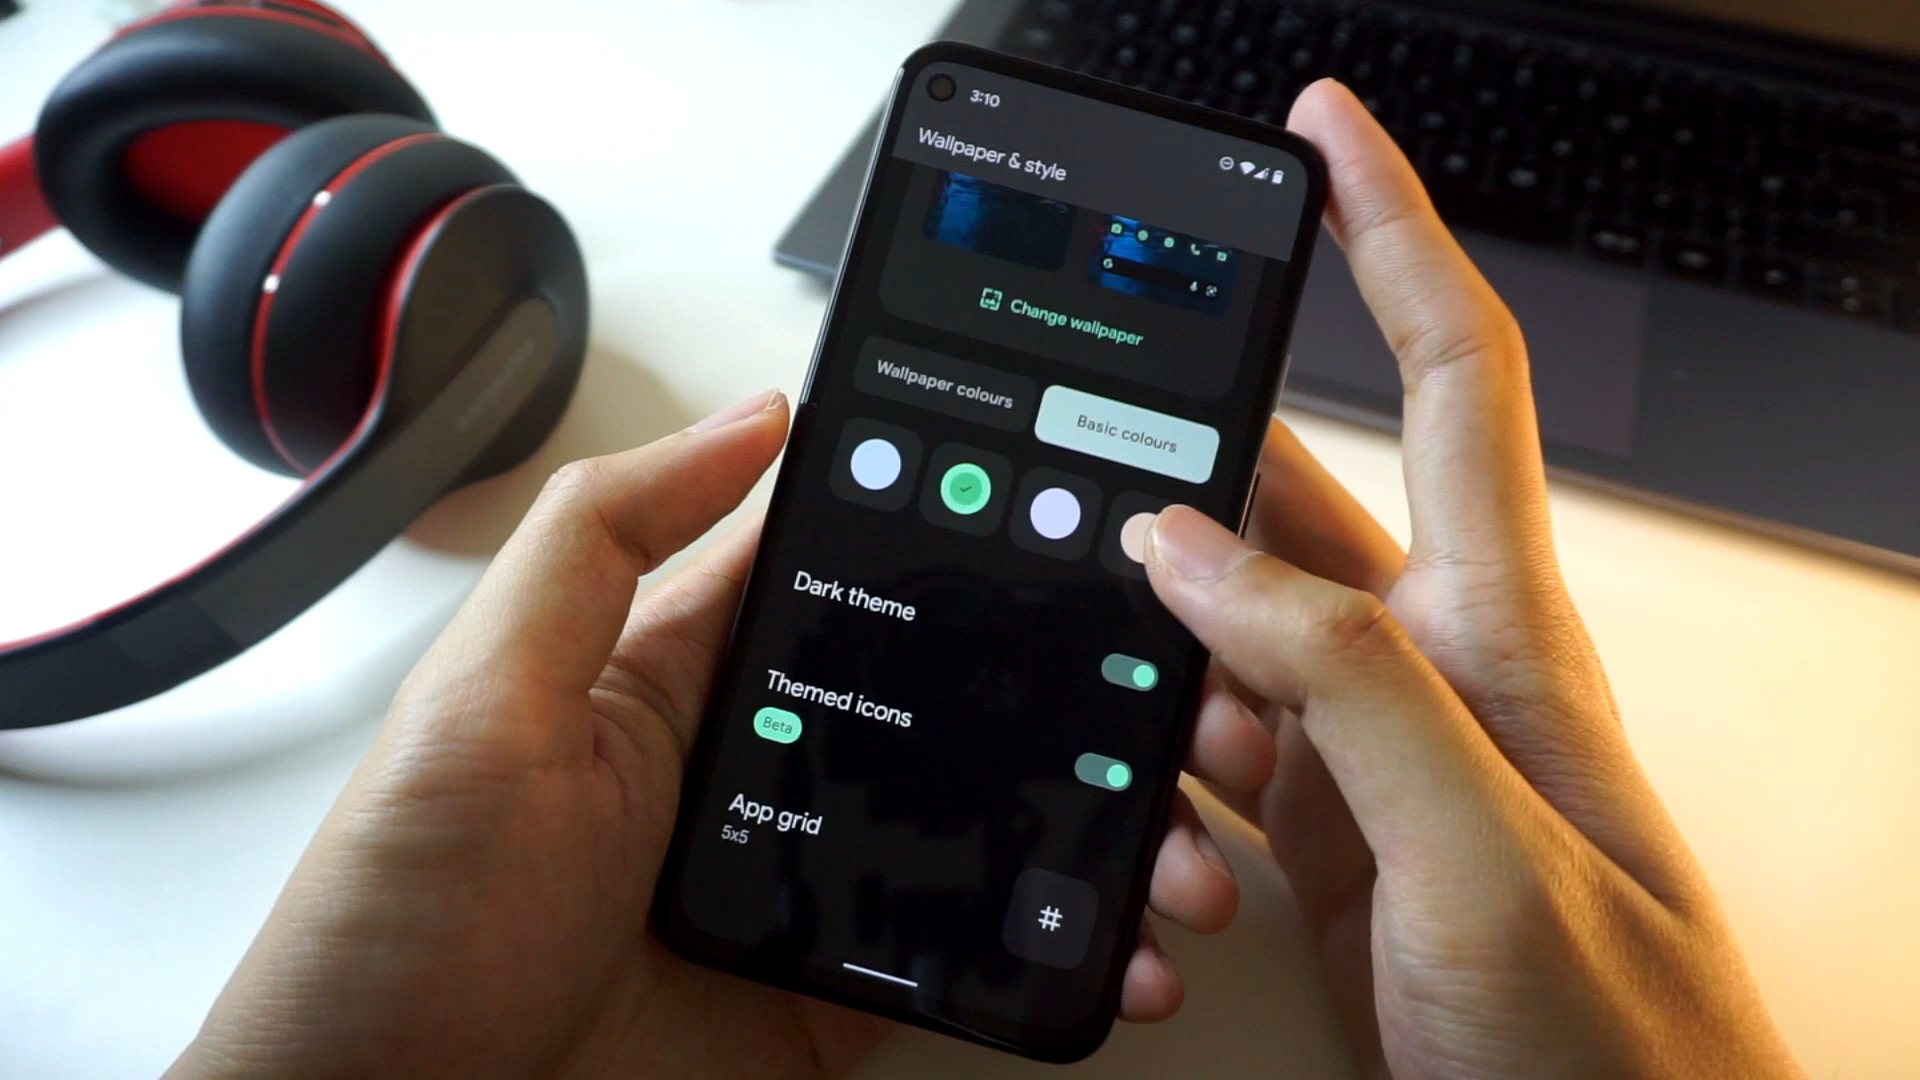 3:10
Wallpaper & style
G
Change wallpaper
Wallpaper colours
Basic colours
Dark theme
Themed icons
Beta
App grid
5x5
#